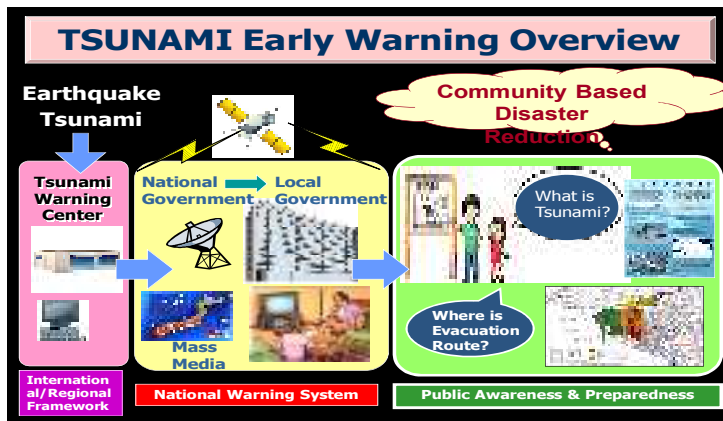 TSUNAMI Early Warning Overview
Earthquake
Tsunami
Community Based
Disaster
Reduction
Tsunami
Warning
Center
National
Government
Local
Government
Mass
Media
What is
Tsunami?
Where is
Evacuation
Route?
Internation
al/Regional
Framework
National Warning System
Public Awareness & Preparedness